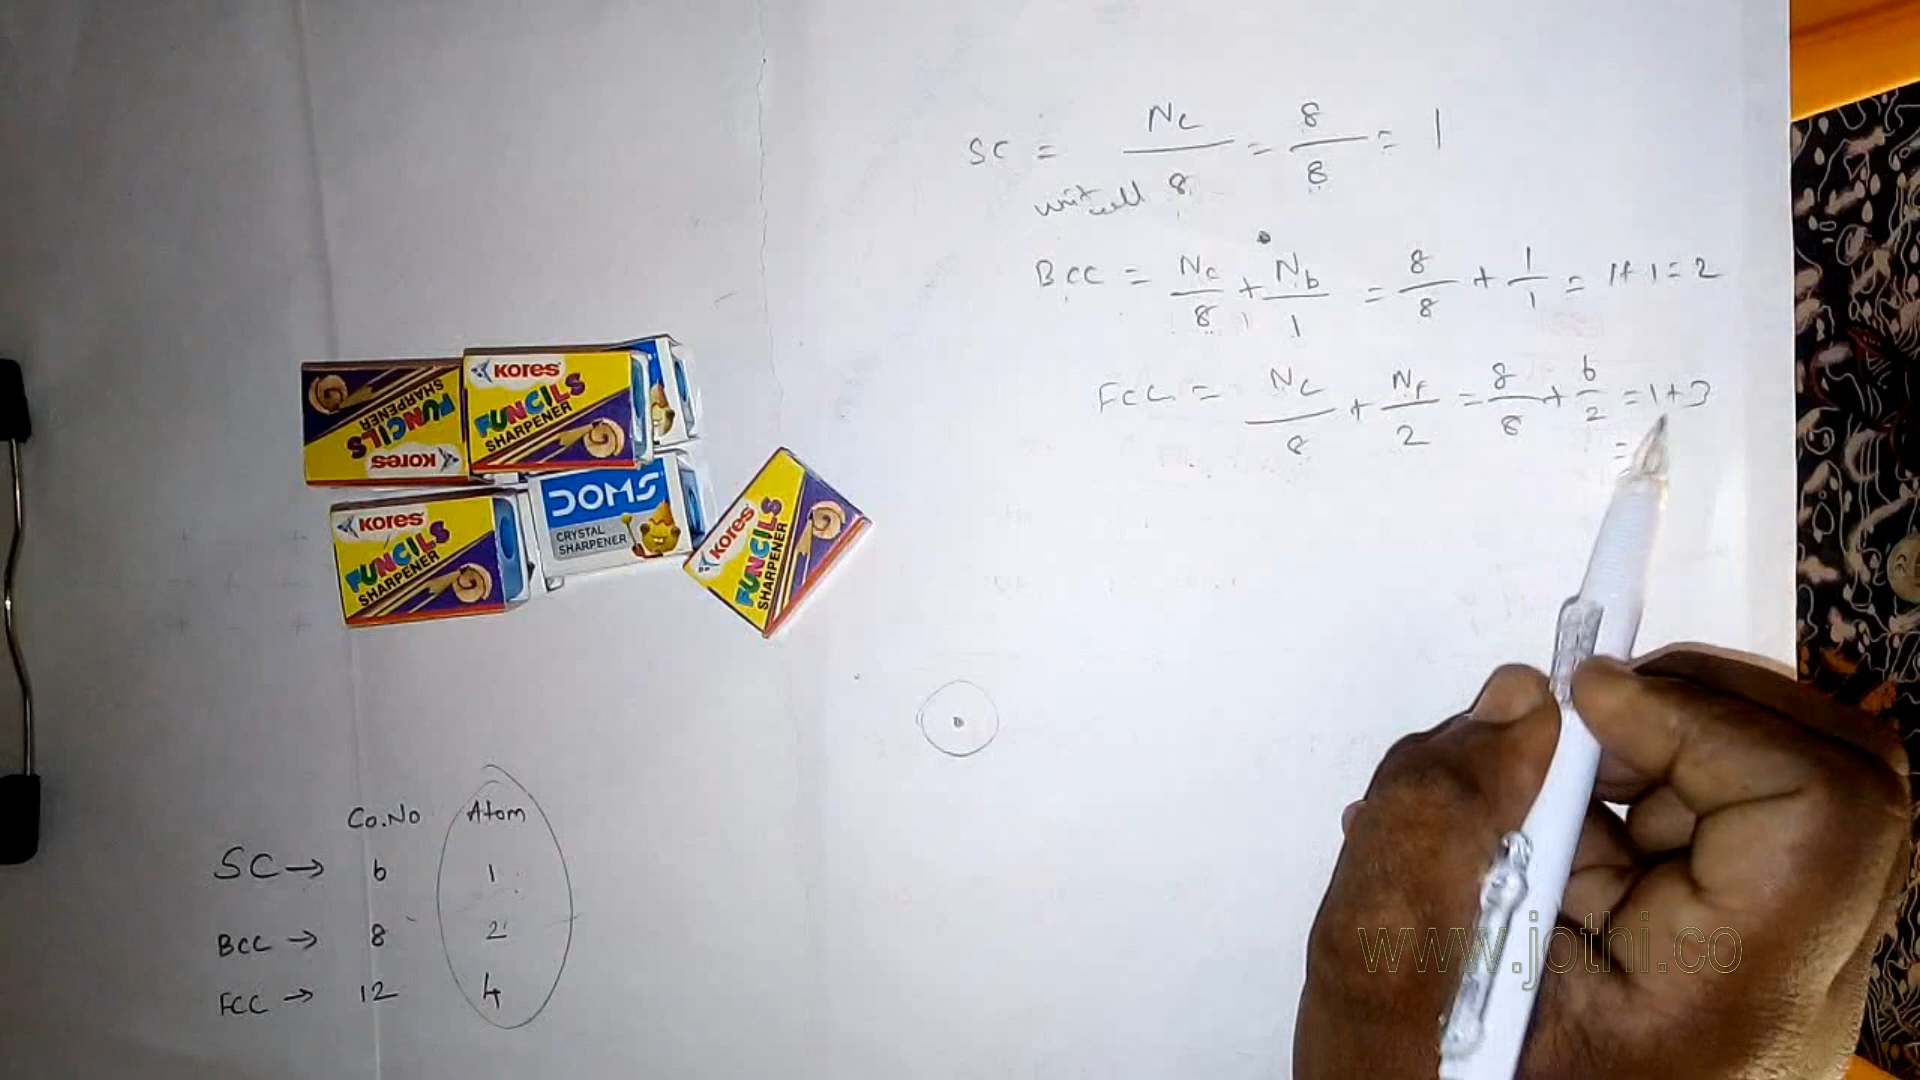 SC = Nc/8 = 8/8 = 1
unit cell
BCC = Nc/8 + Nb/1 = 8/8 + 1/1 = 1+1=2
FCC = Nc/8 + Nf/2 = 8/8 + 6/2 = 1+3
=
Kores
FUNCILS
SHARPENER
Kores
FUNCILS
SHARPENER
Kores
FUNCILS
SHARPENER
DOMS
CRYSTAL
SHARPENER
Kores
FUNCILS
SHARPENER
Co.No Atom
SC → 6 1
BCC → 8 2
FCC → 12 4
www.jothi.co